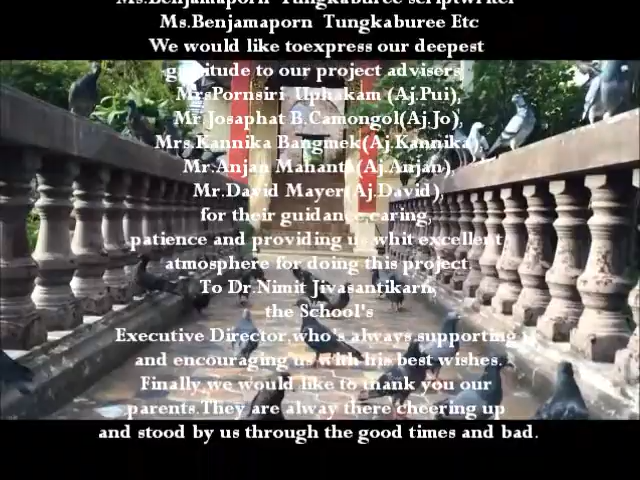 Ms.Benjamaporn Tungkaburee scriptwriter
Ms.Benjamaporn Tungkaburee Etc
We would like toexpress our deepest
gratitude to our project advisers
MrsPornsiri Uphakam (Aj.Pui),
Mr.Josaphat B.Camongol(Aj.Jo),
Mrs.Kannika Bangmek(Aj.Kannika),
Mr.Anjan Mahanta(Aj.Anjan),
Mr.David Mayer(Aj.David),
for their guidance,caring,
patience and providing us whit excellent
atmosphere for doing this project.
To Dr.Nimit Jivasantikarn,
the School's
Executive Director,who's always supporting
and encouraging us with his best wishes.
Finally,we would like to thank you our
parents.They are alway there cheering up
and stood by us through the good times and bad.